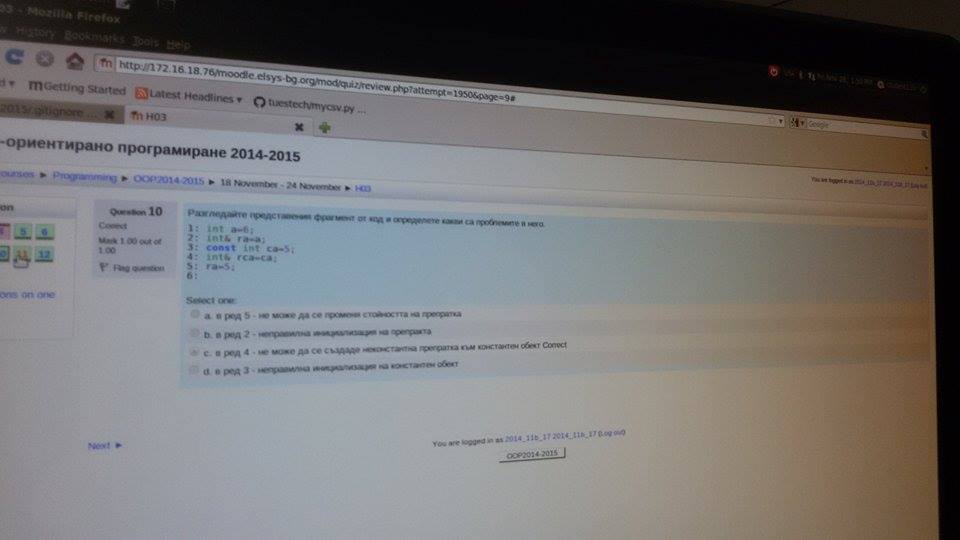 03 - Mozilla Firefox
History Bookmarks Tools Help
http://172.16.18.76/moodle.elsys-bg.org/mod/quiz/review.php?attempt=1950&page=9#
Google
Getting Started Latest Headlines tuestech/mycsv.py ...
2015/.gitignore ... H03
-ориентирано програмиране 2014-2015
You are logged in as 2014_11b_17 2014_11b_17 (Log out)
ourses ► Programming ► OOP2014-2015 ► 18 November - 24 November ► H03
on
5 6
11 12
ons on one
Question 10
Correct
Mark 1.00 out of
1.00
Flag question
Разгледайте представения фрагмент от код и определете какви са проблемите в него.
1: int a=6;
2: int& ra=a;
3: const int ca=5;
4: int& rca=ca;
5: ra=5;
6:
Select one:
a. в ред 5 - не може да се променя стойността на препратка
b. в ред 2 - неправилна инициализация на препракта
c. в ред 4 - не може да се създаде неконстантна препратка към константен обект Correct
d. в ред 3 - неправилна инициализация на константен обект
Next ►
You are logged in as 2014_11b_17 2014_11b_17 (Log out)
OOP2014-2015